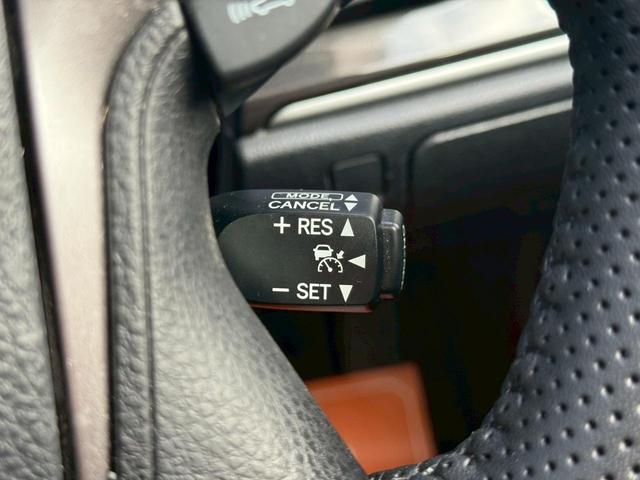 MODE
CANCEL
+ RES
− SET